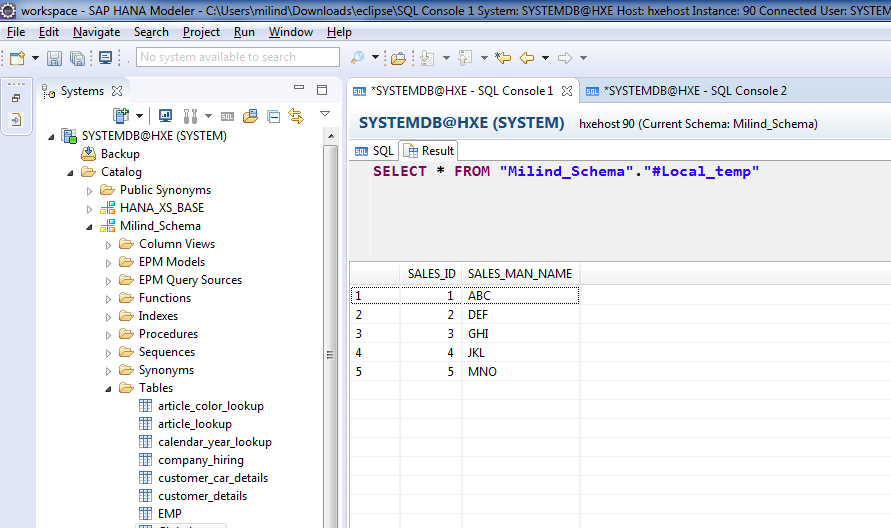 workspace - SAP HANA Modeler - C:\Users\milind\Downloads\eclipse\SQL Console 1 System: SYSTEMDB@HXE Host: hxehost Instance: 90 Connected User: SYSTEM
File Edit Navigate Search Project Run Window Help
No system available to search
Systems
SYSTEMDB@HXE (SYSTEM)
Backup
Catalog
Public Synonyms
HANA_XS_BASE
Milind_Schema
Column Views
EPM Models
EPM Query Sources
Functions
Indexes
Procedures
Sequences
Synonyms
Tables
article_color_lookup
article_lookup
calendar_year_lookup
company_hiring
customer_car_details
customer_details
EMP
*SYSTEMDB@HXE - SQL Console 1
*SYSTEMDB@HXE - SQL Console 2
SYSTEMDB@HXE (SYSTEM) hxehost 90 (Current Schema: Milind_Schema)
SQL Result
SELECT * FROM "Milind_Schema"."#Local_temp"
SALES_ID SALES_MAN_NAME
1 1 ABC
2 2 DEF
3 3 GHI
4 4 JKL
5 5 MNO